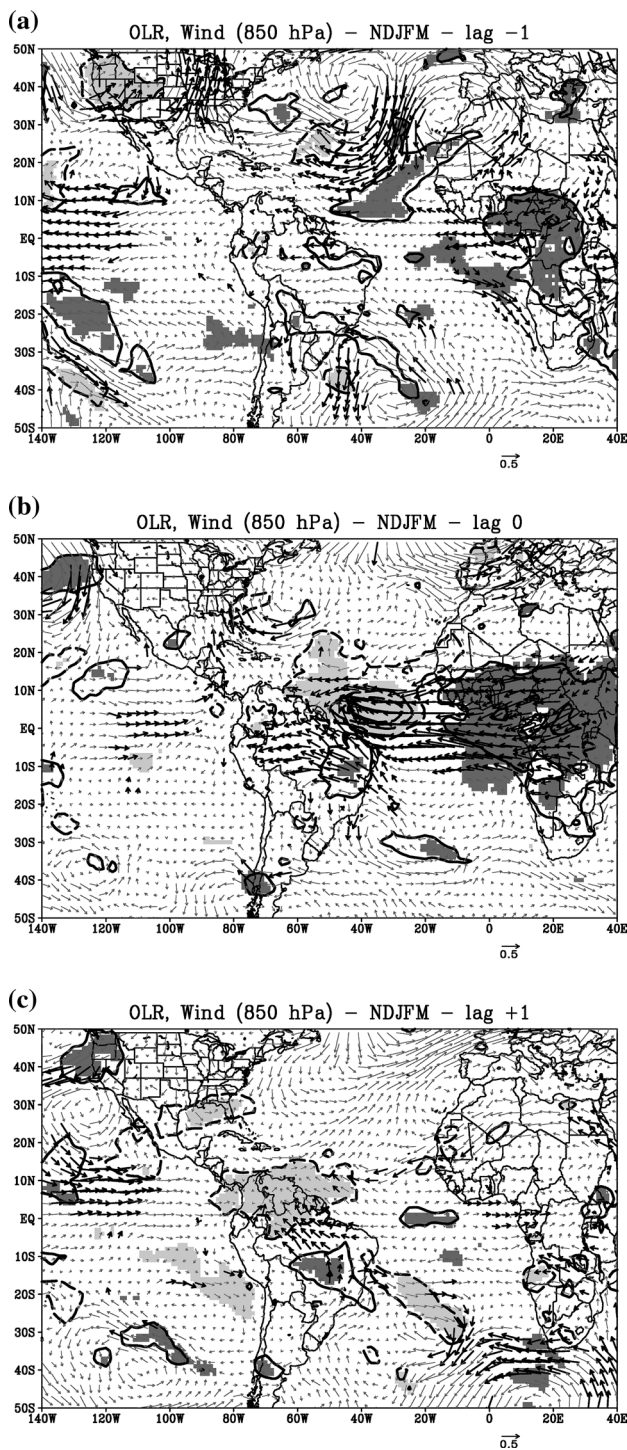 (a)
OLR, Wind (850 hPa) – NDJFM – lag –1
50N
40N
30N
20N
10N
EQ
10S
20S
30S
40S
50S
140W 120W 100W 80W 60W 40W 20W 0 20E 40E
0.5
(b)
OLR, Wind (850 hPa) – NDJFM – lag 0
50N
40N
30N
20N
10N
EQ
10S
20S
30S
40S
50S
140W 120W 100W 80W 60W 40W 20W 0 20E 40E
0.5
(c)
OLR, Wind (850 hPa) – NDJFM – lag +1
50N
40N
30N
20N
10N
EQ
10S
20S
30S
40S
50S
140W 120W 100W 80W 60W 40W 20W 0 20E 40E
0.5